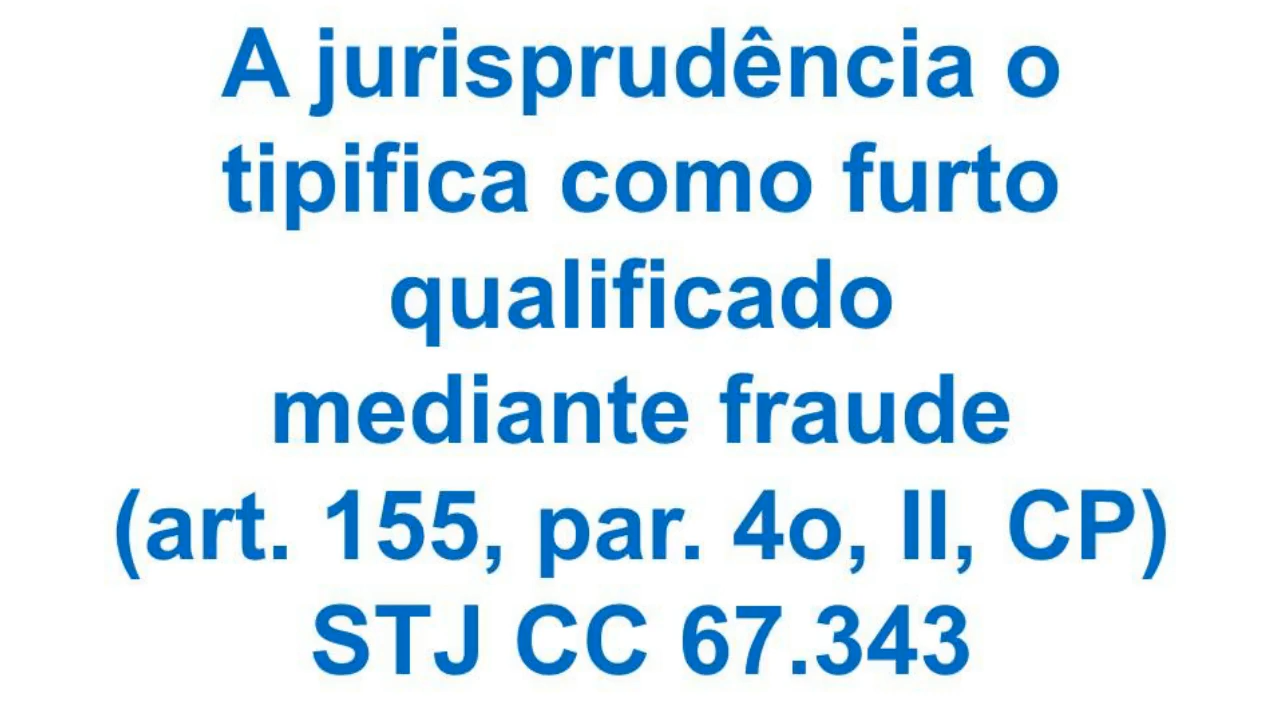 A jurisprudência o
tipifica como furto
qualificado
mediante fraude
(art. 155, par. 4o, II, CP)
STJ CC 67.343